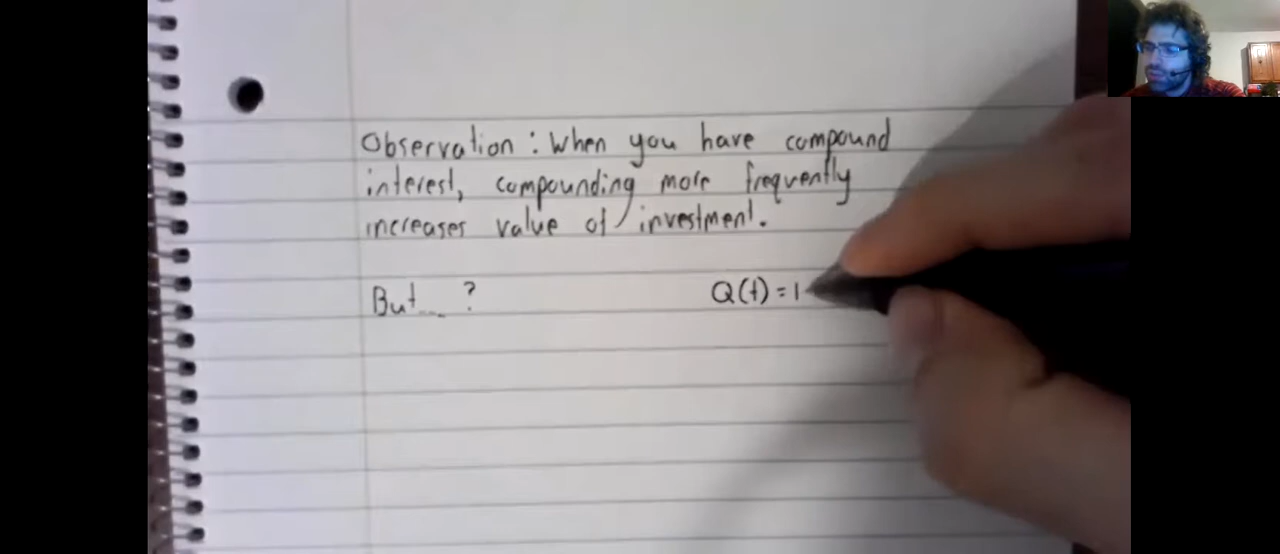 Observation: When you have compound
interest, compounding more frequently
increases value of investment.
But... ? Q(t) = 1